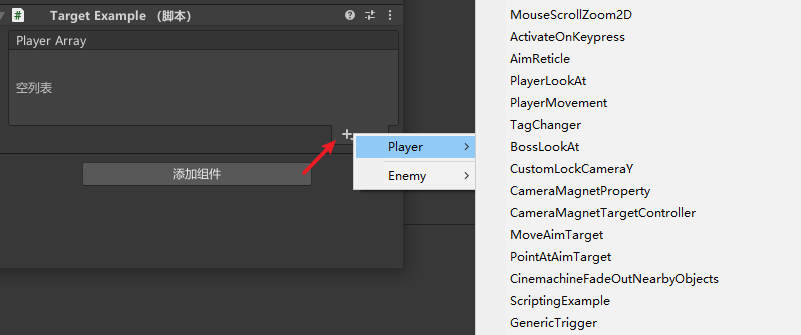 # Target Example （脚本）
Player Array
空列表
添加组件
Player
Enemy
MouseScrollZoom2D
ActivateOnKeypress
AimReticle
PlayerLookAt
PlayerMovement
TagChanger
BossLookAt
CustomLockCameraY
CameraMagnetProperty
CameraMagnetTargetController
MoveAimTarget
PointAtAimTarget
CinemachineFadeOutNearbyObjects
ScriptingExample
GenericTrigger